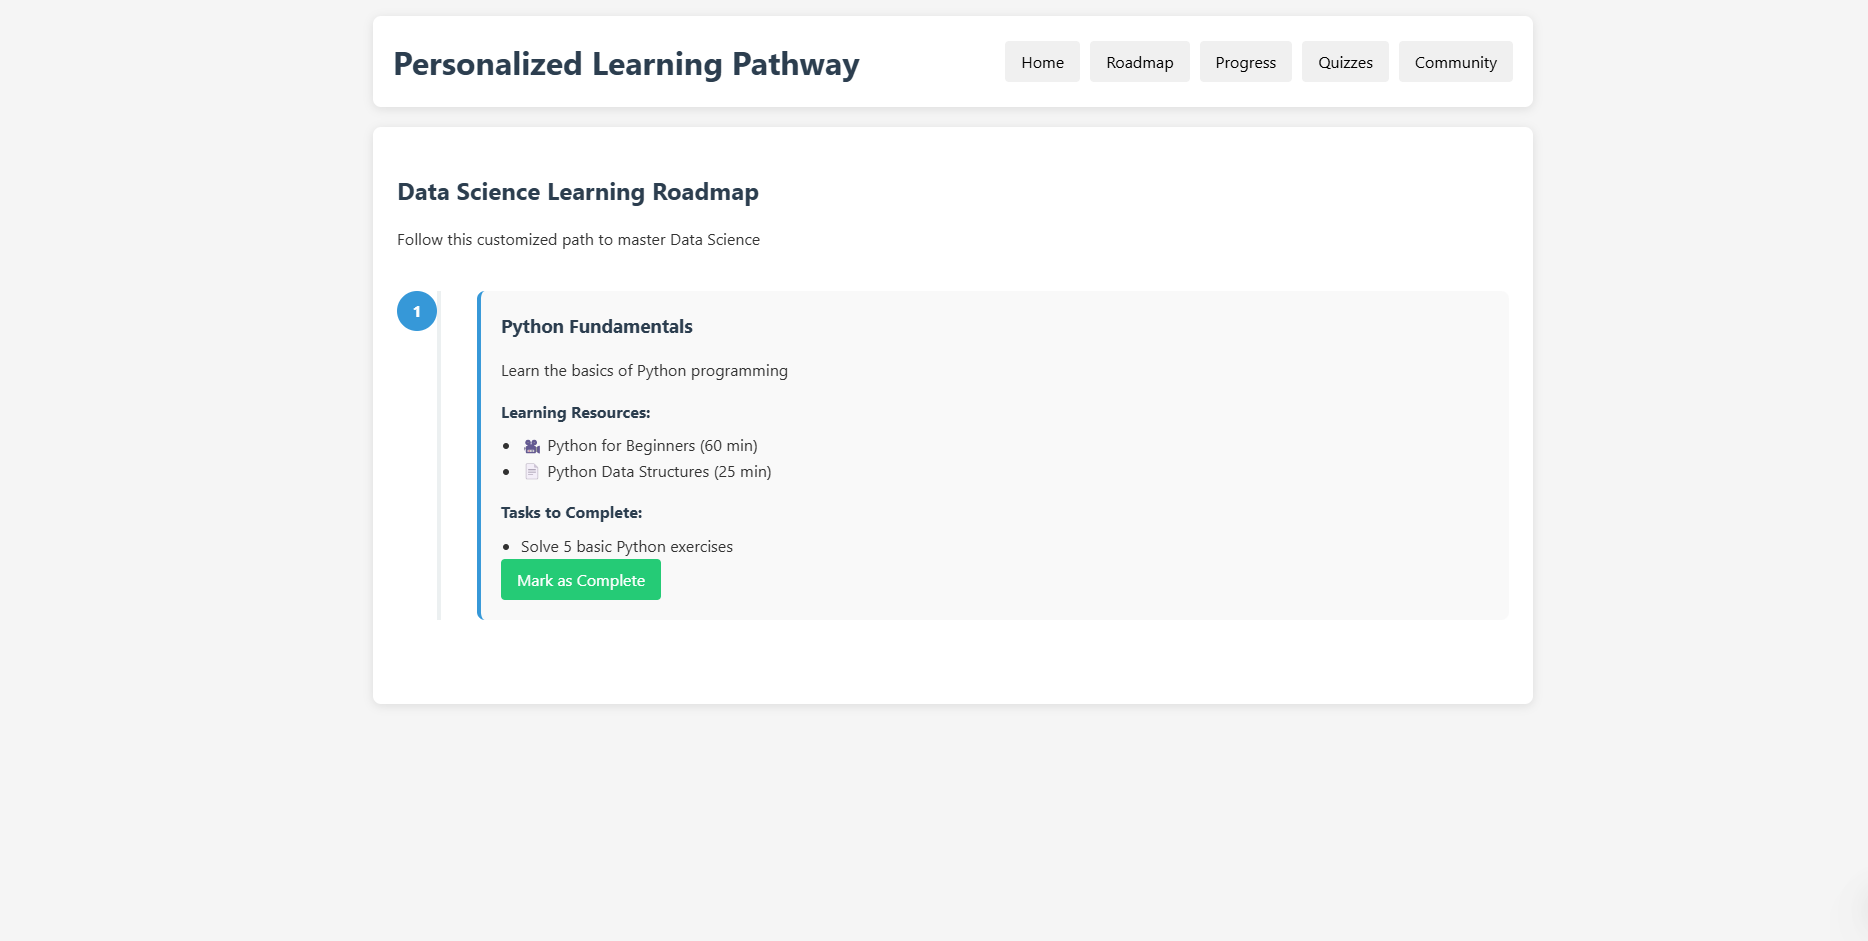 Personalized Learning Pathway
Home
Roadmap
Progress
Quizzes
Community
Data Science Learning Roadmap
Follow this customized path to master Data Science
1
Python Fundamentals
Learn the basics of Python programming
Learning Resources:
Python for Beginners (60 min)
Python Data Structures (25 min)
Tasks to Complete:
Solve 5 basic Python exercises
Mark as Complete